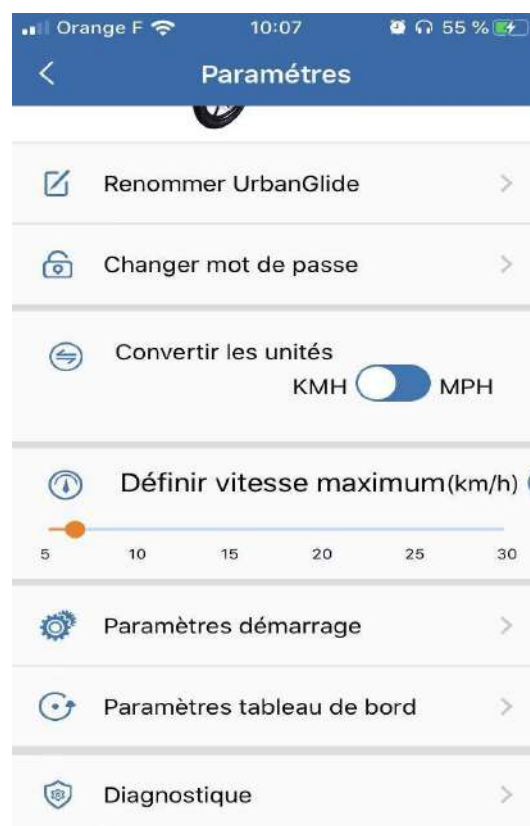 Orange F 10:07 55 %
Paramétres
Renommer UrbanGlide
Changer mot de passe
Convertir les unités
KMH MPH
Définir vitesse maximum(km/h)
5 10 15 20 25 30
Paramètres démarrage
Paramètres tableau de bord
Diagnostique